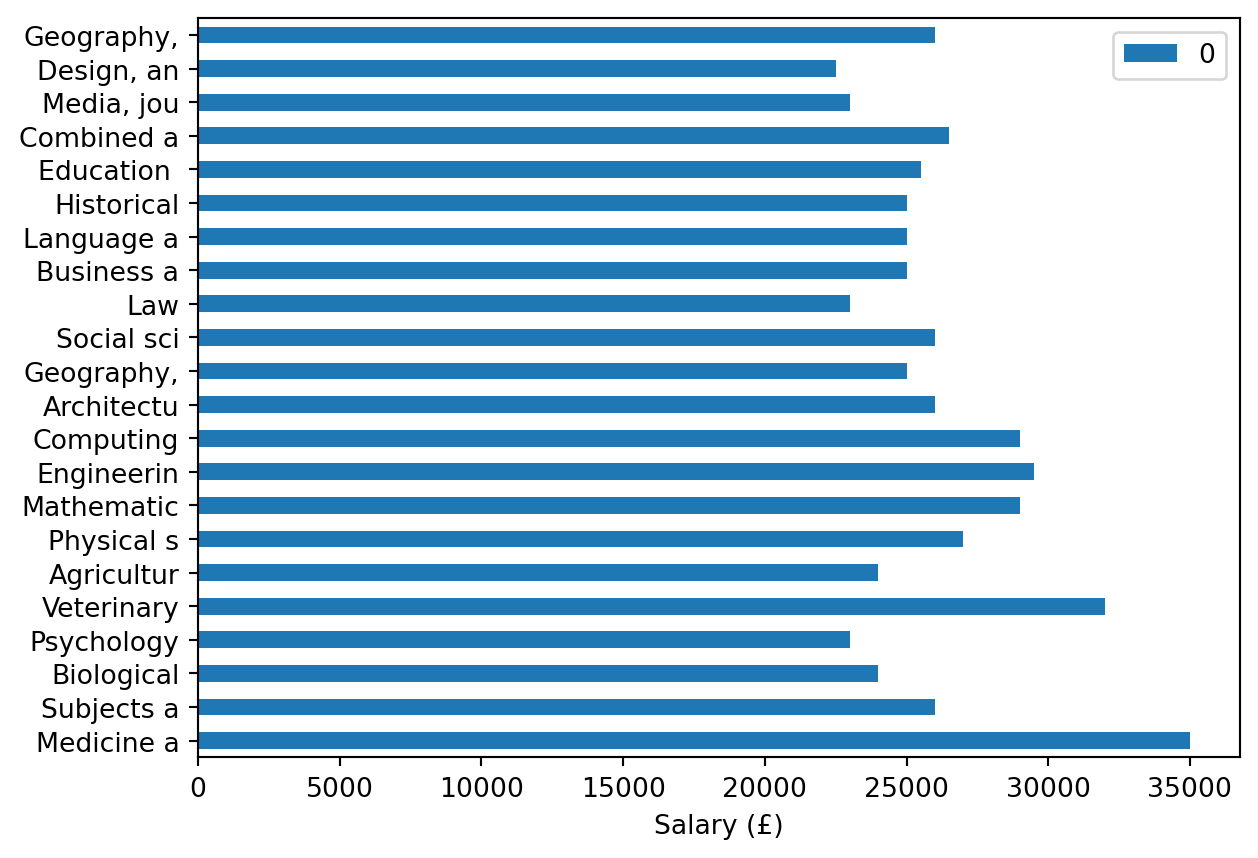 Geography,
Design, an
Media, jou
Combined a
Education
Historical
Language a
Business a
Law
Social sci
Geography,
Architectu
Computing
Engineerin
Mathematic
Physical s
Agricultur
Veterinary
Psychology
Biological
Subjects a
Medicine a
0
0 5000 10000 15000 20000 25000 30000 35000
Salary (£)